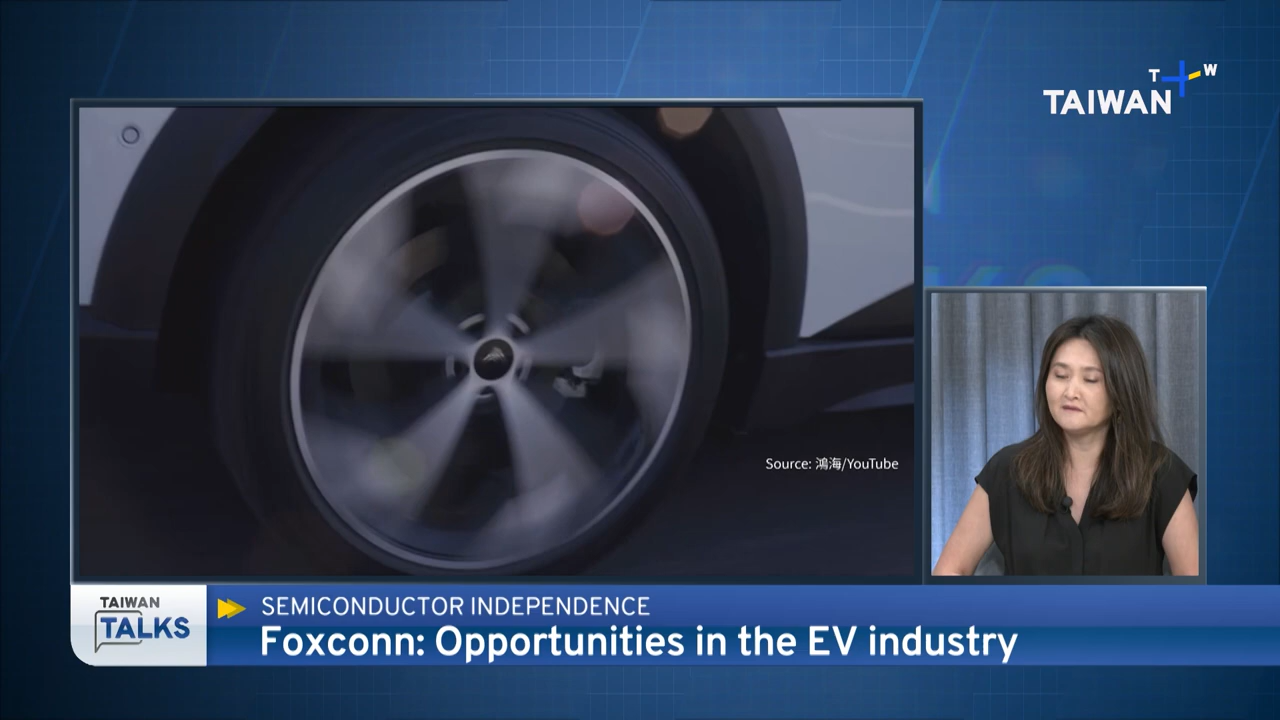 T W
TAIWAN
Source: 鴻海/YouTube
TAIWAN
TALKS
SEMICONDUCTOR INDEPENDENCE
Foxconn: Opportunities in the EV industry